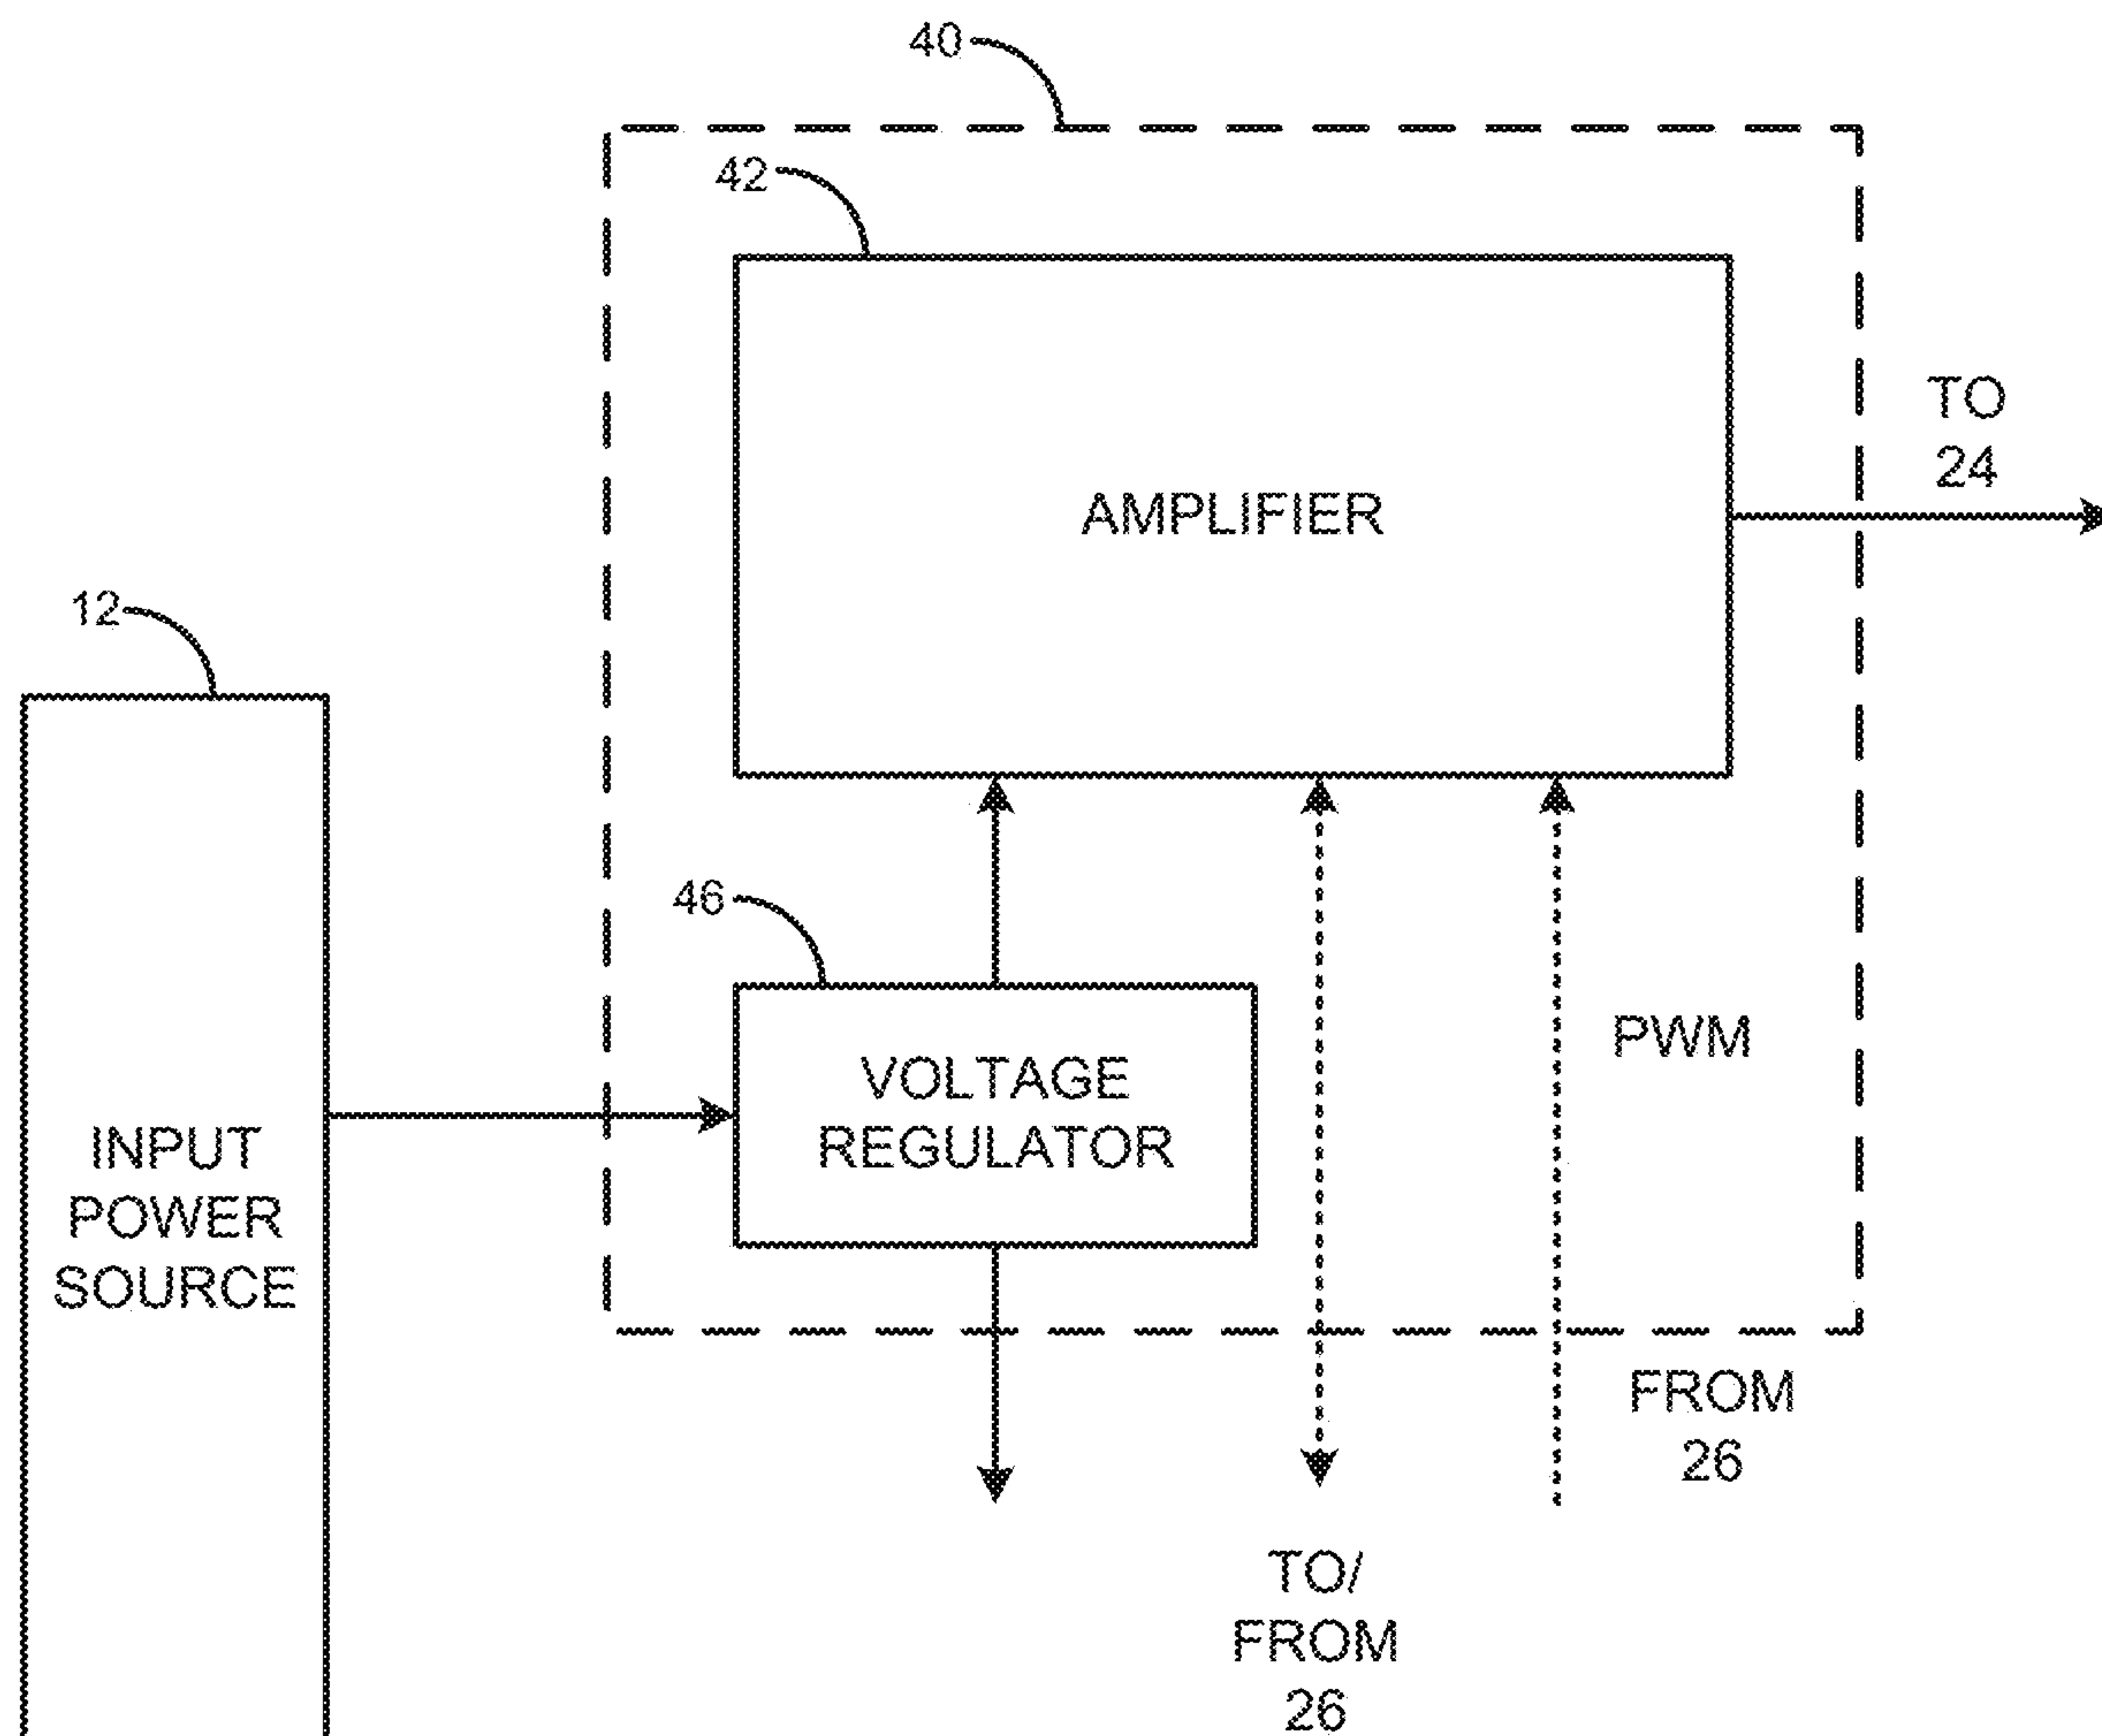 40
42
AMPLIFIER
TO
24
12
46
VOLTAGE
REGULATOR
PWM
INPUT
POWER
SOURCE
FROM
26
TO/
FROM
26